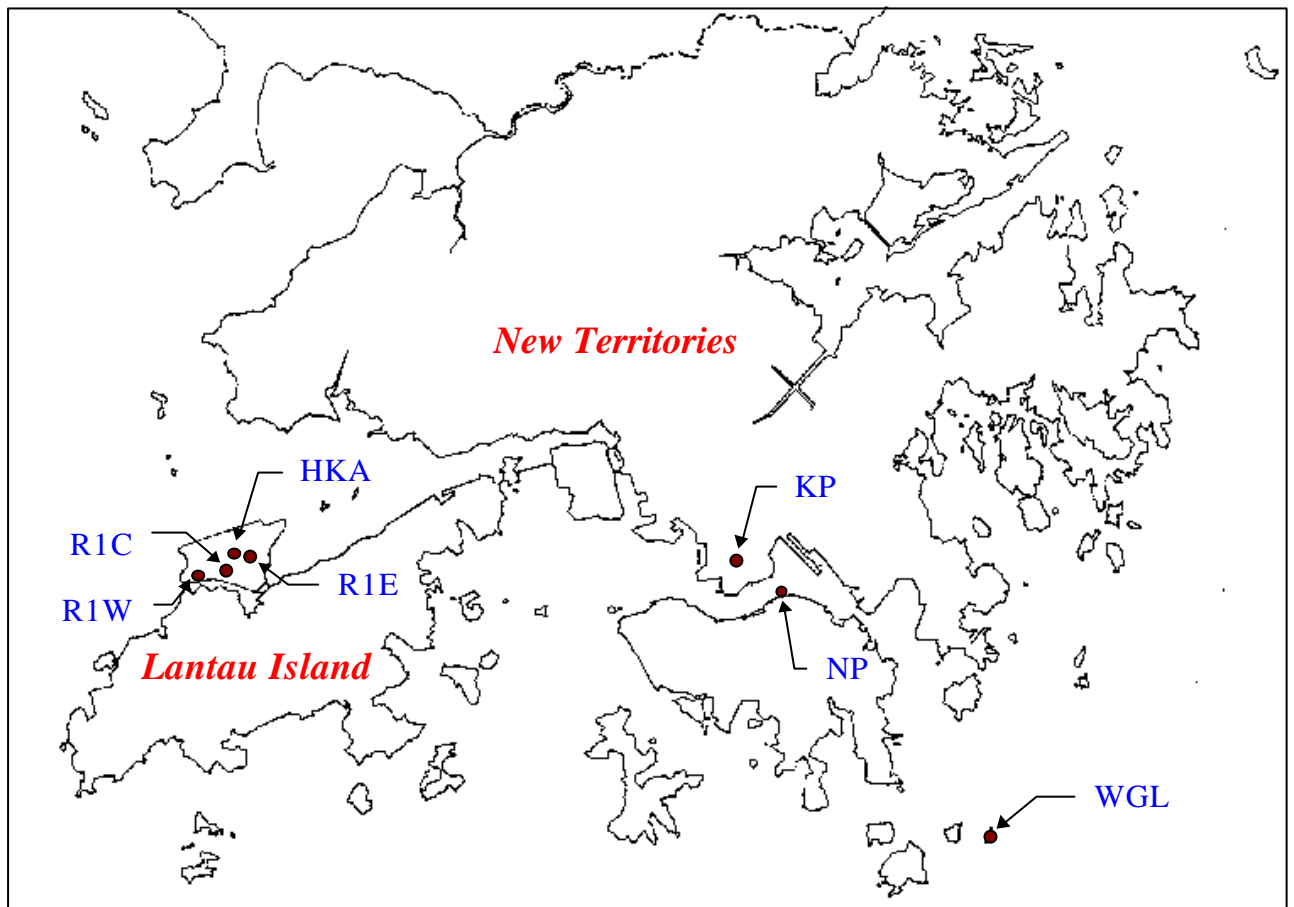 New Territories
HKA
KP
R1C
R1E
R1W
Lantau Island
NP
WGL